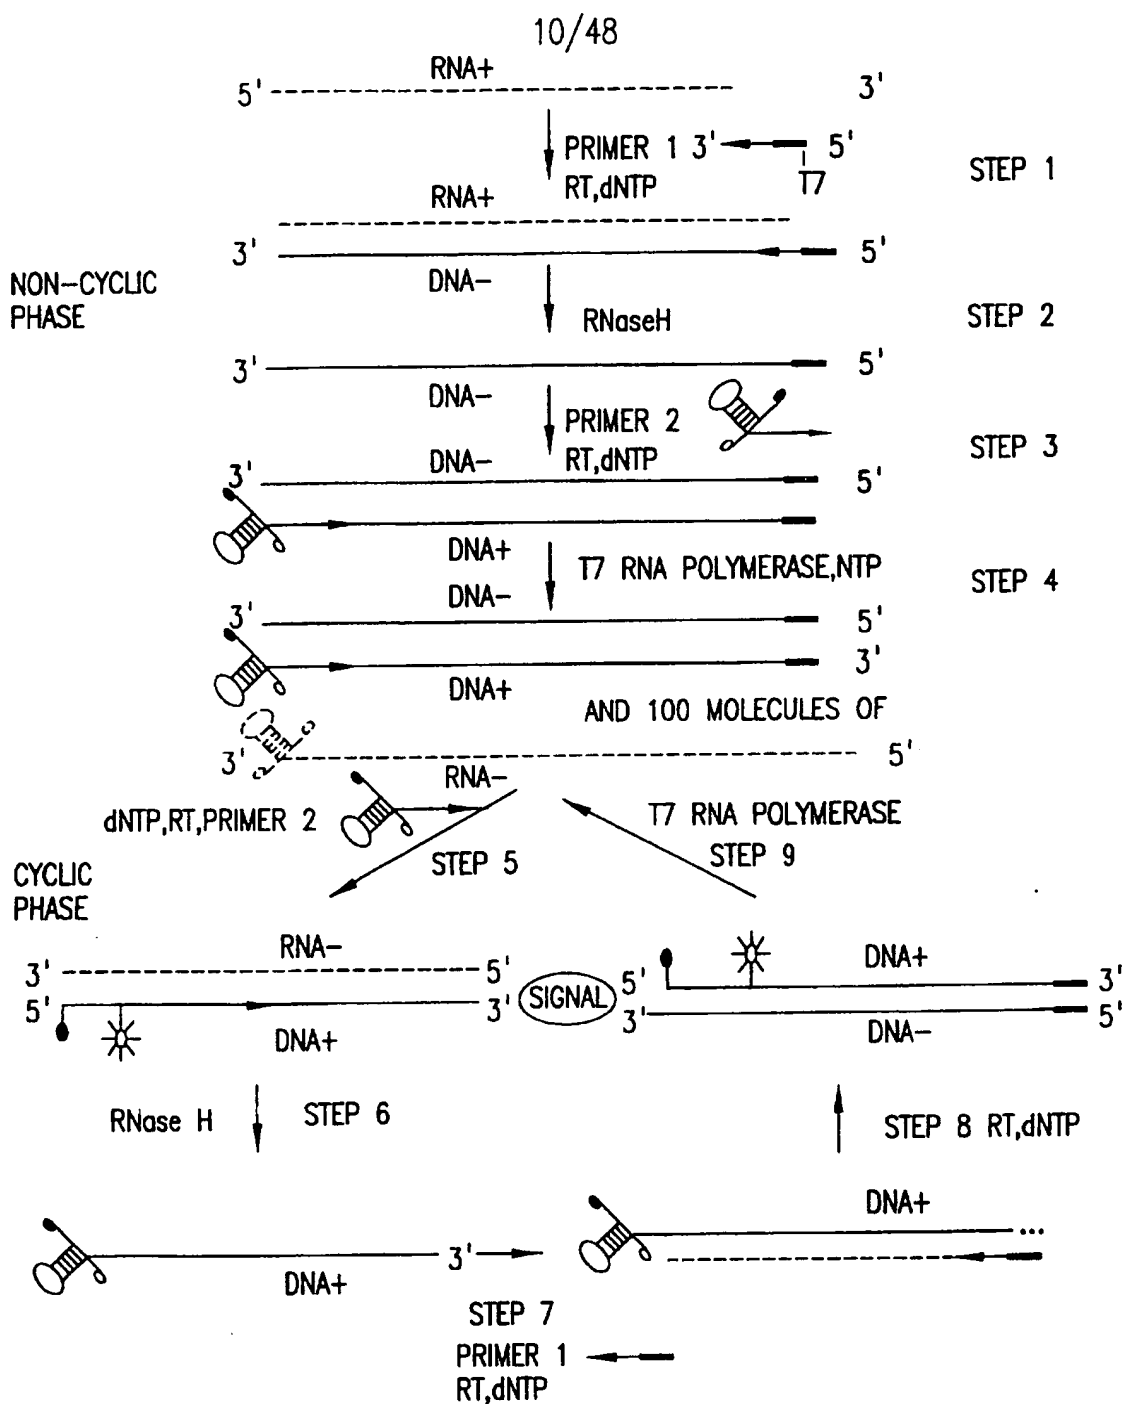 10/48
RNA+
5' 3'
PRIMER 1 3' 5'
RT,dNTP T7
STEP 1
RNA+
3' 5'
DNA-
NON-CYCLIC
PHASE
RNaseH
STEP 2
3' 5'
DNA-
PRIMER 2
RT,dNTP
STEP 3
DNA-
3' 5'
DNA+
T7 RNA POLYMERASE,NTP
STEP 4
DNA-
3' 5'
3'
DNA+
AND 100 MOLECULES OF
3' 5'
RNA-
dNTP,RT,PRIMER 2
T7 RNA POLYMERASE
STEP 9
STEP 5
CYCLIC
PHASE
RNA-
3' 5'
5' 3'
DNA+
SIGNAL
DNA+
5' 3'
3' 5'
DNA-
RNase H
STEP 6
STEP 8 RT,dNTP
DNA+
...
3'
DNA+
STEP 7
PRIMER 1
RT,dNTP